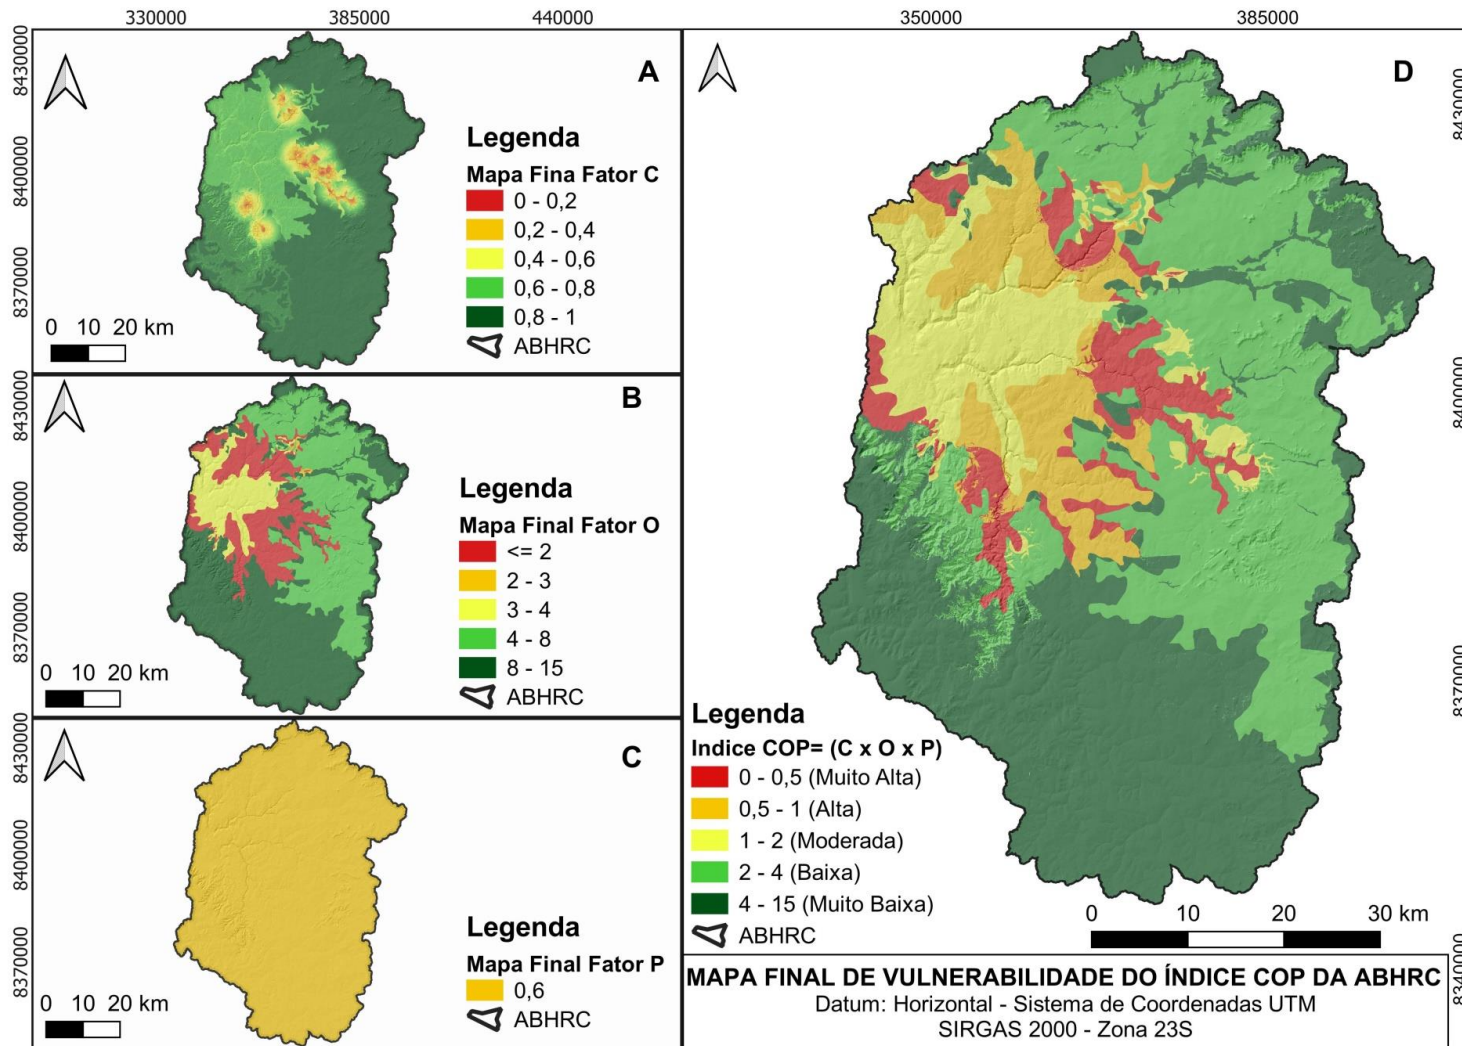 330000 385000 440000
350000 385000
8430000
8400000
8370000
A
Legenda
Mapa Fina Fator C
0 - 0,2
0,2 - 0,4
0,4 - 0,6
0,6 - 0,8
0,8 - 1
ABHRC
0 10 20 km
8430000
8400000
8370000
B
Legenda
Mapa Final Fator O
<= 2
2 - 3
3 - 4
4 - 8
8 - 15
ABHRC
0 10 20 km
8430000
8400000
8370000
C
Legenda
Mapa Final Fator P
0,6
ABHRC
0 10 20 km
D
8430000
8400000
8370000
8340000
Legenda
Indice COP= (C x O x P)
0 - 0,5 (Muito Alta)
0,5 - 1 (Alta)
1 - 2 (Moderada)
2 - 4 (Baixa)
4 - 15 (Muito Baixa)
ABHRC
0 10 20 30 km
MAPA FINAL DE VULNERABILIDADE DO ÍNDICE COP DA ABHRC
Datum: Horizontal - Sistema de Coordenadas UTM
SIRGAS 2000 - Zona 23S